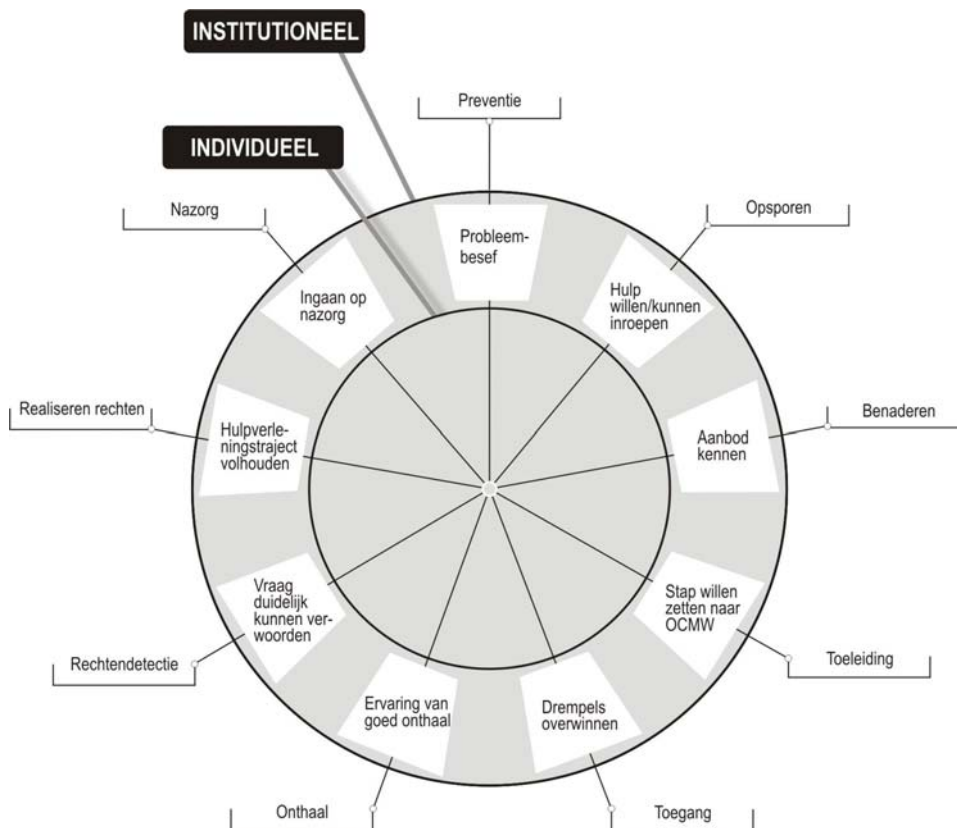 INSTITUTIONEEL
INDIVIDUEEL
Preventie
Probleem-
besef
Opsporen
Hulp
willen/kunnen
inroepen
Benaderen
Aanbod
kennen
Toeleiding
Stap willen
zetten naar
OCMW
Toegang
Drempels
overwinnen
Onthaal
Ervaring van
goed onthaal
Rechtendetectie
Vraag
duidelijk
kunnen ver-
woorden
Realiseren rechten
Hulpverle-
ningstraject
volhouden
Nazorg
Ingaan op
nazorg